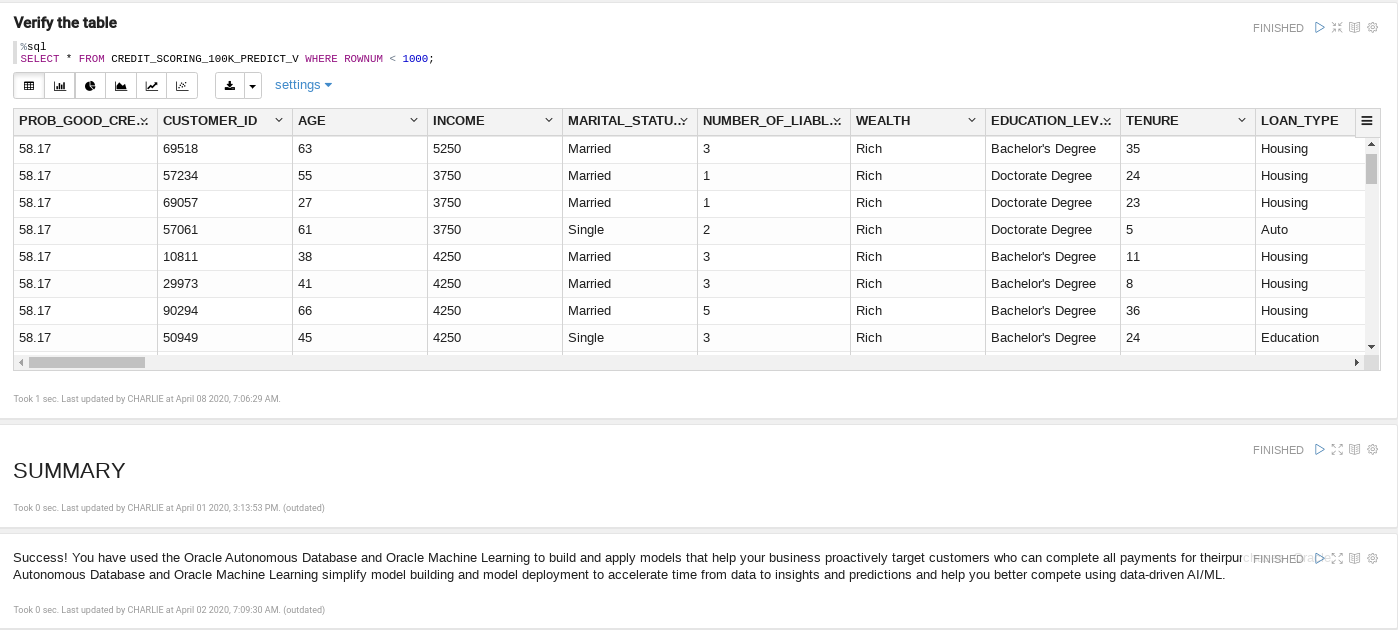 Verify the table
FINISHED
%sql
SELECT * FROM CREDIT_SCORING_100K_PREDICT_V WHERE ROWNUM < 1000;
settings
PROB_GOOD_CRE... CUSTOMER_ID AGE INCOME MARITAL_STATU... NUMBER_OF_LIABL... WEALTH EDUCATION_LEV... TENURE LOAN_TYPE
58.17 69518 63 5250 Married 3 Rich Bachelor's Degree 35 Housing
58.17 57234 55 3750 Married 1 Rich Doctorate Degree 24 Housing
58.17 69057 27 3750 Married 1 Rich Doctorate Degree 23 Housing
58.17 57061 61 3750 Single 2 Rich Doctorate Degree 5 Auto
58.17 10811 38 4250 Married 3 Rich Bachelor's Degree 11 Housing
58.17 29973 41 4250 Married 3 Rich Bachelor's Degree 8 Housing
58.17 90294 66 4250 Married 5 Rich Bachelor's Degree 36 Housing
58.17 50949 45 4250 Single 3 Rich Bachelor's Degree 24 Education
Took 1 sec. Last updated by CHARLIE at April 08 2020, 7:06:29 AM.
FINISHED
SUMMARY
Took 0 sec. Last updated by CHARLIE at April 01 2020, 3:13:53 PM. (outdated)
FINISHED
Success! You have used the Oracle Autonomous Database and Oracle Machine Learning to build and apply models that help your business proactively target customers who can complete all payments for
Autonomous Database and Oracle Machine Learning simplify model building and model deployment to accelerate time from data to insights and predictions and help you better compete using data-driven AI/ML.
Took 0 sec. Last updated by CHARLIE at April 02 2020, 7:09:30 AM. (outdated)